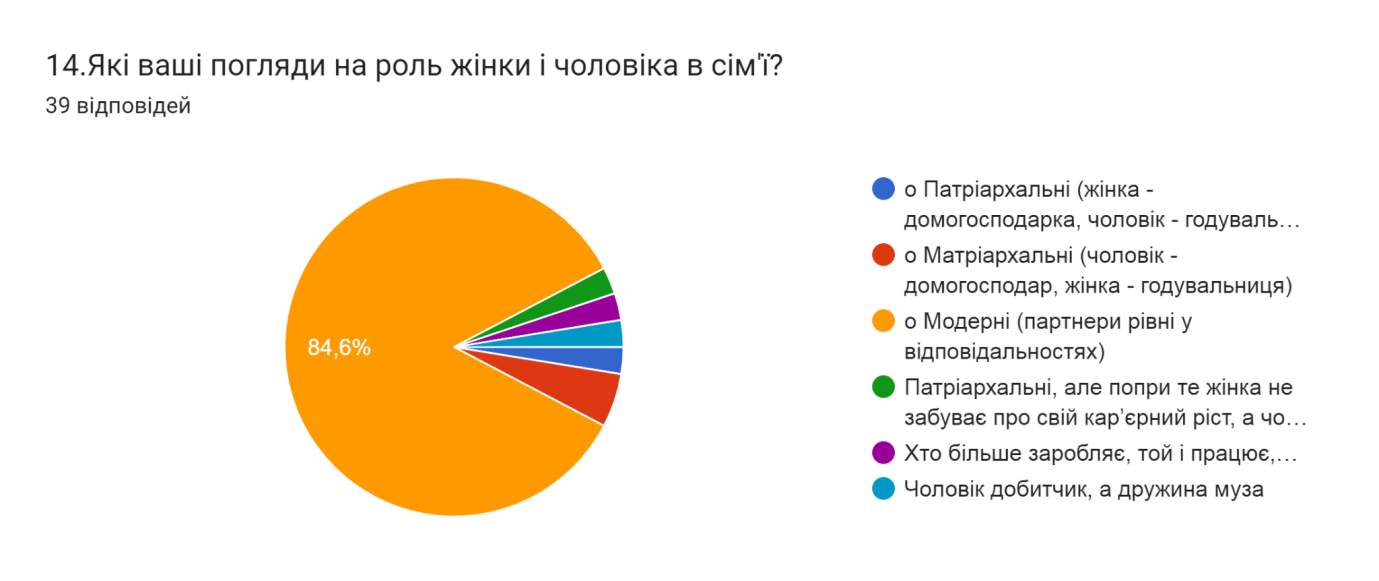 14.Які ваші погляди на роль жінки і чоловіка в сім'ї?
39 відповідей
84,6%
о Патріархальні (жінка -
домогосподарка, чоловік - годуваль…
о Матріархальні (чоловік -
домогосподар, жінка - годувальниця)
о Модерні (партнери рівні у
відповідальностях)
Патріархальні, але попри те жінка не
забуває про свій кар’єрний ріст, а чо…
Хто більше заробляє, той і працює,…
Чоловік добитчик, а дружина муза